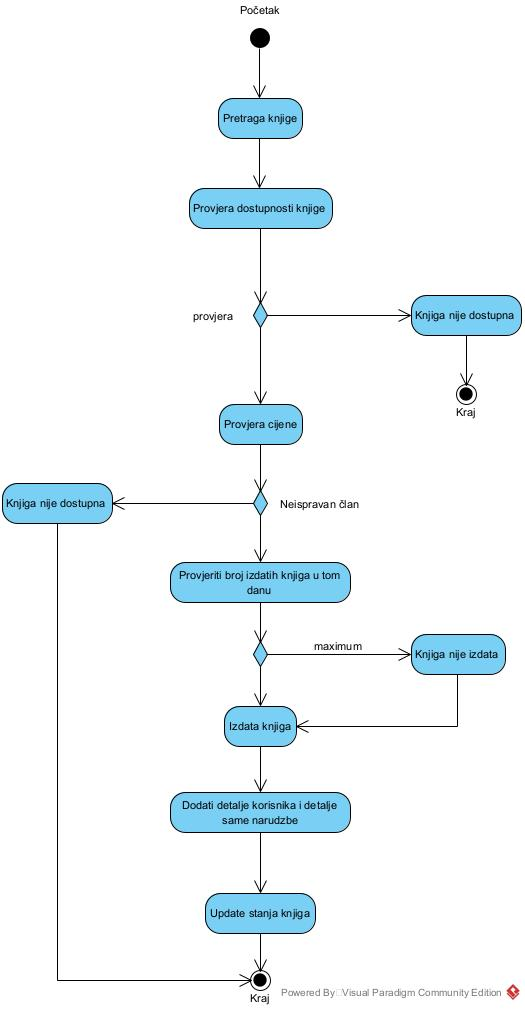 Početak
Pretraga knjige
Provjera dostupnosti knjige
provjera
Knjiga nije dostupna
Kraj
Provjera cijene
Knjiga nije dostupna
Neispravan član
Provjeriti broj izdatih knjiga u tom
danu
maximum
Knjiga nije izdata
Izdata knjiga
Dodati detalje korisnika i detalje
same narudzbe
Update stanja knjiga
Kraj
Powered By Visual Paradigm Community Edition